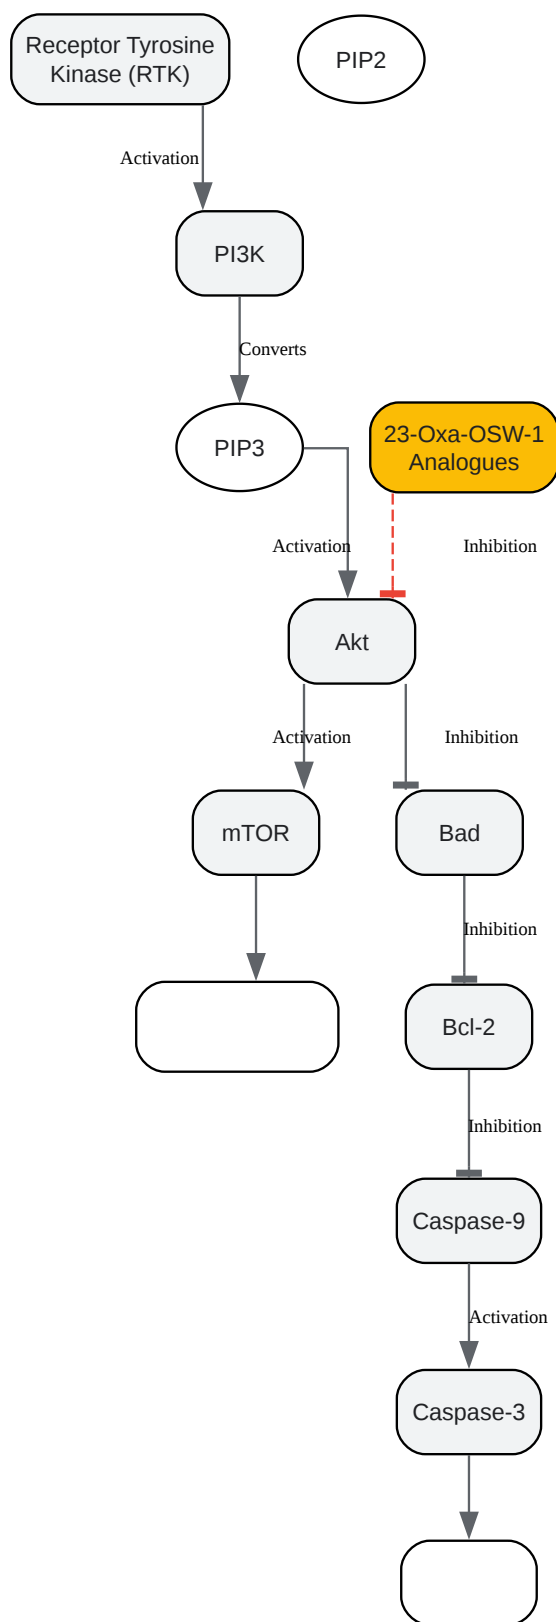 Receptor Tyrosine
Kinase (RTK)
PIP2
Activation
PI3K
Converts
PIP3
23-Oxa-OSW-1
Analogues
Activation
Inhibition
Akt
Activation
Inhibition
mTOR
Bad
Inhibition
Bcl-2
Inhibition
Caspase-9
Activation
Caspase-3